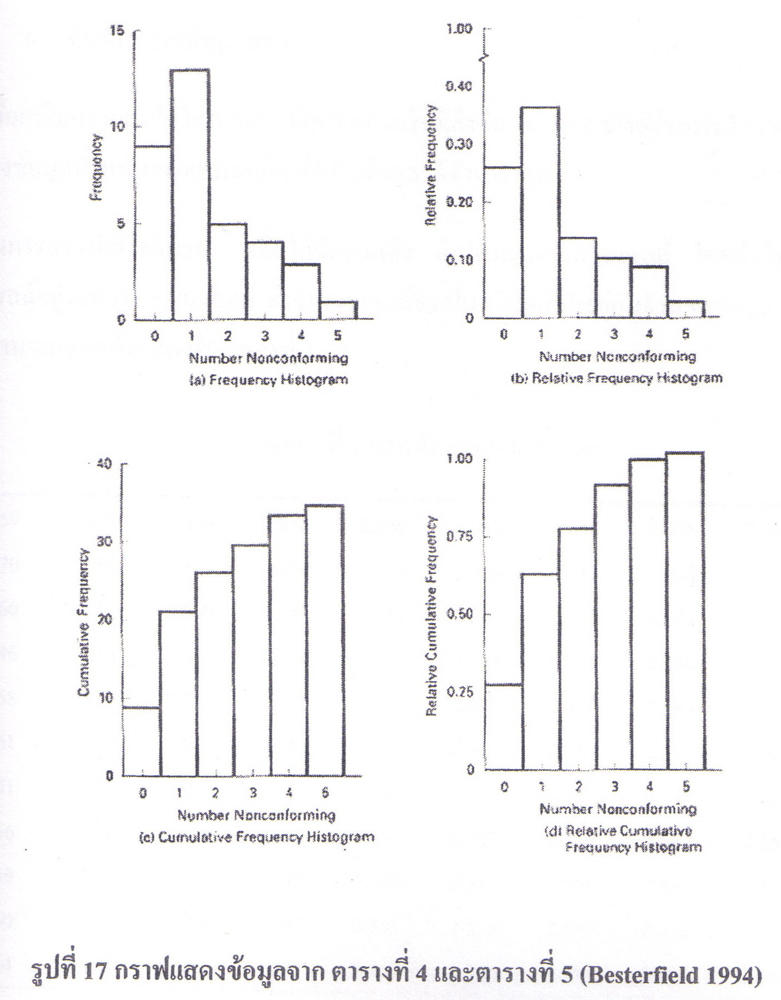 15
10
5
0
Frequency
0 1 2 3 4 5
Number Nonconforming
(a) Frequency Histogram
1.00
0.40
0.30
0.20
0.10
0
Relative Frequency
0 1 2 3 4 5
Number Nonconforming
(b) Relative Frequency Histogram
40
30
20
10
0
Cumulative Frequency
0 1 2 3 4 5
Number Nonconforming
(c) Cumulative Frequency Histogram
1.00
0.75
0.50
0.25
0
Relative Cumulative Frequency
0 1 2 3 4 5
Number Nonconforming
(d) Relative Cumulative
Frequency Histogram
รูปที่ 17 กราฟแสดงข้อมูลจาก ตารางที่ 4 และตารางที่ 5 (Besterfield 1994)